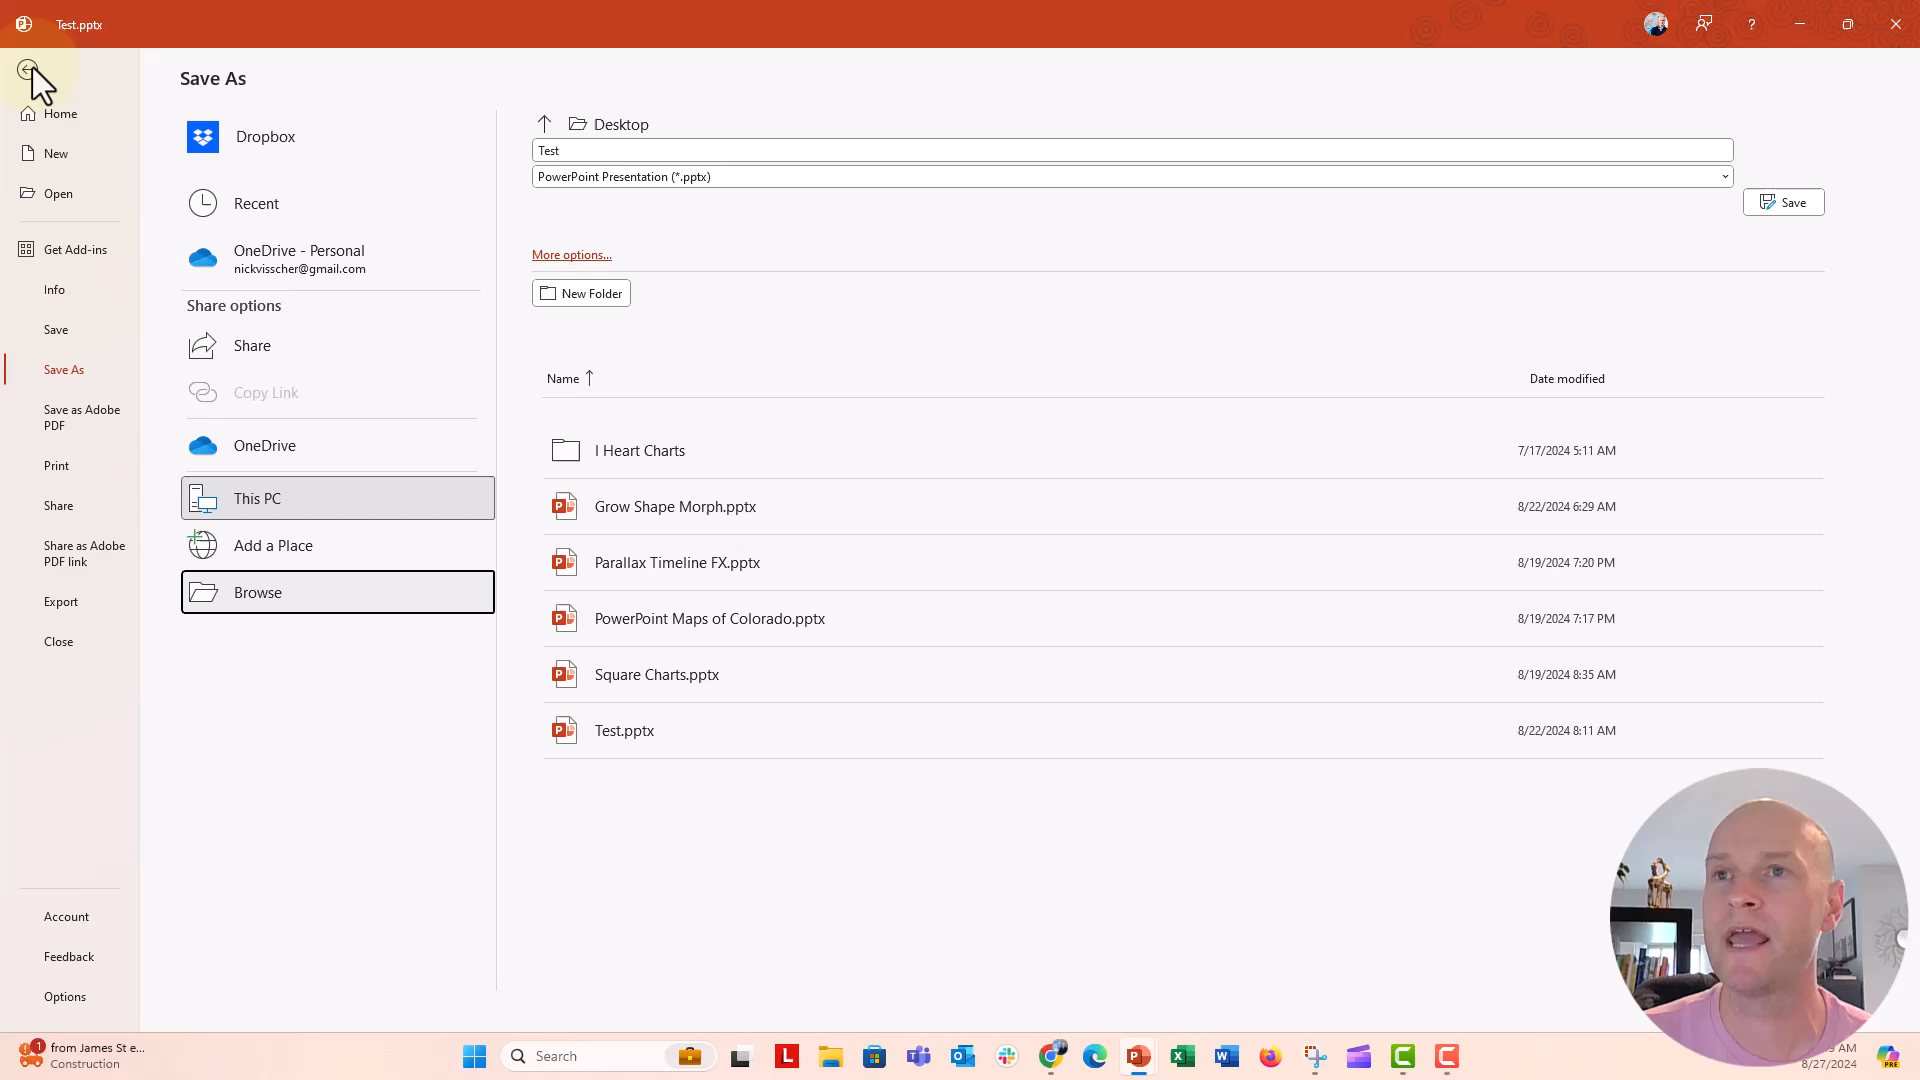 Test.pptx
?
Save As
Home
New
Open
Get Add-ins
Info
Save
Save As
Save as Adobe
PDF
Print
Share
Share as Adobe
PDF link
Export
Close
Account
Feedback
Options
Dropbox
Recent
OneDrive - Personal
nickvisscher@gmail.com
Share options
Share
Copy Link
OneDrive
This PC
Add a Place
Browse
Desktop
Test
PowerPoint Presentation (*.pptx)
Save
More options...
New Folder
Name Date modified
I Heart Charts 7/17/2024 5:11 AM
Grow Shape Morph.pptx 8/22/2024 6:29 AM
Parallax Timeline FX.pptx 8/19/2024 7:20 PM
PowerPoint Maps of Colorado.pptx 8/19/2024 7:17 PM
Square Charts.pptx 8/19/2024 8:35 AM
Test.pptx 8/22/2024 8:11 AM
1
from James St e...
Construction
Search
AM
8/27/2024
PRE